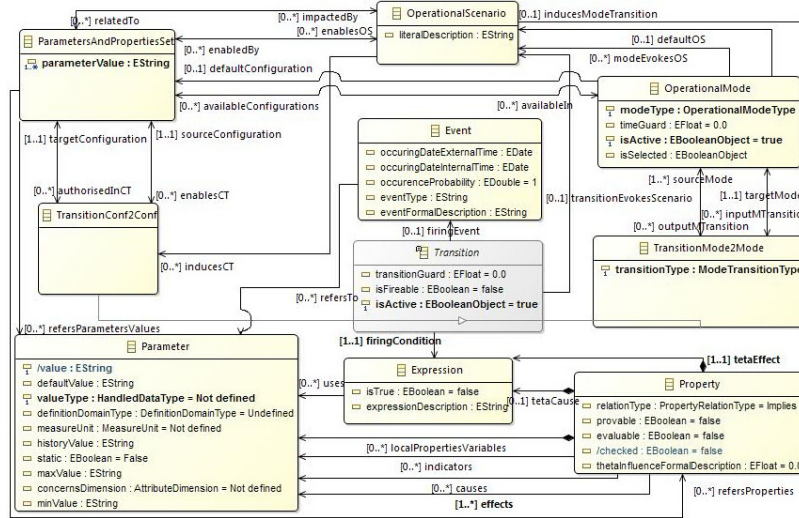 [0..*] relatedTo
[0..*] impactedBy
[0..*] enablesOS
OperationalScenario
literalDescription : EString
[0..1] inducesModeTransition
ParametersAndPropertiesSet
parameterValue : EString
[0..*] enabledBy
[0..1] defaultConfiguration
[0..1] defaultOS
[0..*] modeEvokesOS
[0..*] availableConfigurations
[0..*] availableIn
OperationalMode
modeType : OperationalModeType
timeGuard : EFloat = 0.0
isActive : EBooleanObject = true
isSelected : EBooleanObject
[1..1] targetConfiguration
[1..1] sourceConfiguration
Event
occuringDateExternalTime : EDate
occuringDateInternalTime : EDate
occurenceProbability : EDouble = 1
eventType : EString
eventFormalDescription : EString
[1..*] sourceMode
[1..*] targetMode
[0..*] authorisedInCT
[0..*] enablesCT
[0..1] transitionEvokesScenario
[0..*] inputMTransition
[0..*] outputMTransition
TransitionConf2Conf
[0..1] firingEvent
[0..*] inducesCT
Transition
transitionGuard : EFloat = 0.0
isFireable : EBoolean = false
isActive : EBooleanObject = true
TransitionMode2Mode
transitionType : ModeTransitionType
[0..*] refersTo
[0..*] refersParametersValues
[1..1] firingCondition
Parameter
/value : EString
defaultValue : EString
valueType : HandledDataType = Not defined
definitionDomainType : DefinitionDomainType = Undefined
measureUnit : MeasureUnit = Not defined
historyValue : EString
static : EBoolean = False
maxValue : EString
concernsDimension : AttributeDimension = Not defined
minValue : EString
[0..*] uses
Expression
isTrue : EBoolean = false
expressionDescription : EString
[1..1] tetaEffect
[0..1] tetaCause
Property
relationType : PropertyRelationType = Implies
provable : EBoolean = false
evaluable : EBoolean = false
/checked : EBoolean = false
thetaInfluenceFormalDescription : EFloat = 0.0
[0..*] localPropertiesVariables
[0..*] indicators
[0..*] causes
[1..*] effects
[0..*] refersProperties